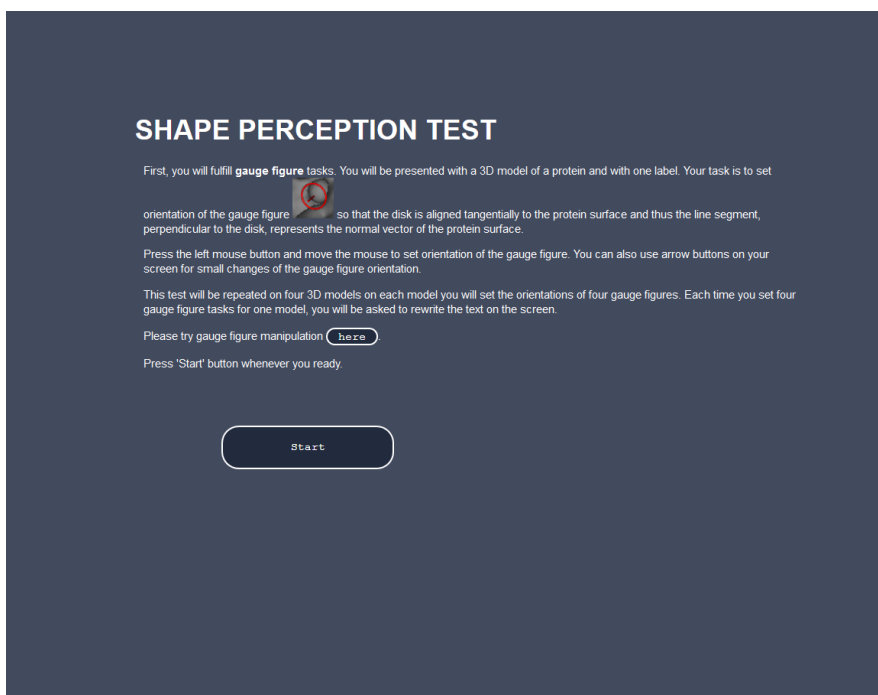 SHAPE PERCEPTION TEST
First, you will fulfill gauge figure tasks. You will be presented with a 3D model of a protein and with one label. Your task is to set
orientation of the gauge figure so that the disk is aligned tangentially to the protein surface and thus the line segment,
perpendicular to the disk, represents the normal vector of the protein surface.
Press the left mouse button and move the mouse to set orientation of the gauge figure. You can also use arrow buttons on your
screen for small changes of the gauge figure orientation.
This test will be repeated on four 3D models on each model you will set the orientations of four gauge figures. Each time you set four
gauge figure tasks for one model, you will be asked to rewrite the text on the screen.
Please try gauge figure manipulation here.
Press 'Start' button whenever you ready.
Start